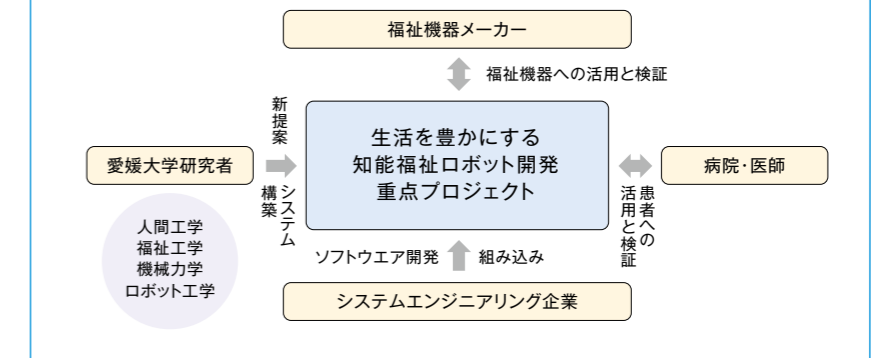 福祉機器メーカー
福祉機器への活用と検証
新提案
生活を豊かにする
知能福祉ロボット開発
重点プロジェクト
愛媛大学研究者
システム
構築
病院・医師
患者への
活用と検証
人間工学
福祉工学
機械力学
ロボット工学
ソフトウエア開発
組み込み
システムエンジニアリング企業